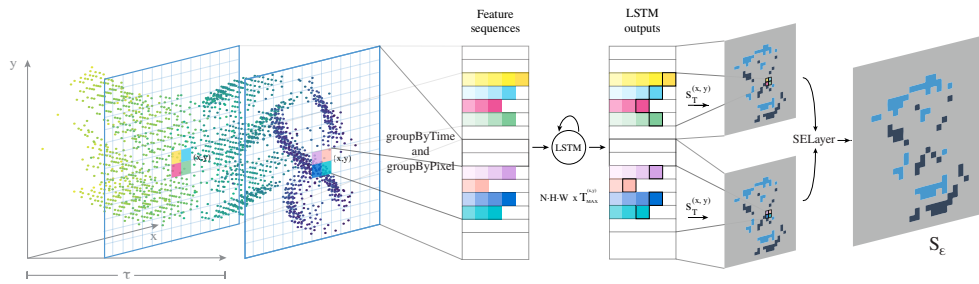 Feature
sequences
LSTM
outputs
y
x
τ
(x,y)
(x,y)
groupByTime
and
groupByPixel
LSTM
N·H·W x T_MAX^(x,y)
S_T^(x, y)
S_T^(x, y)
SELayer
S_ε